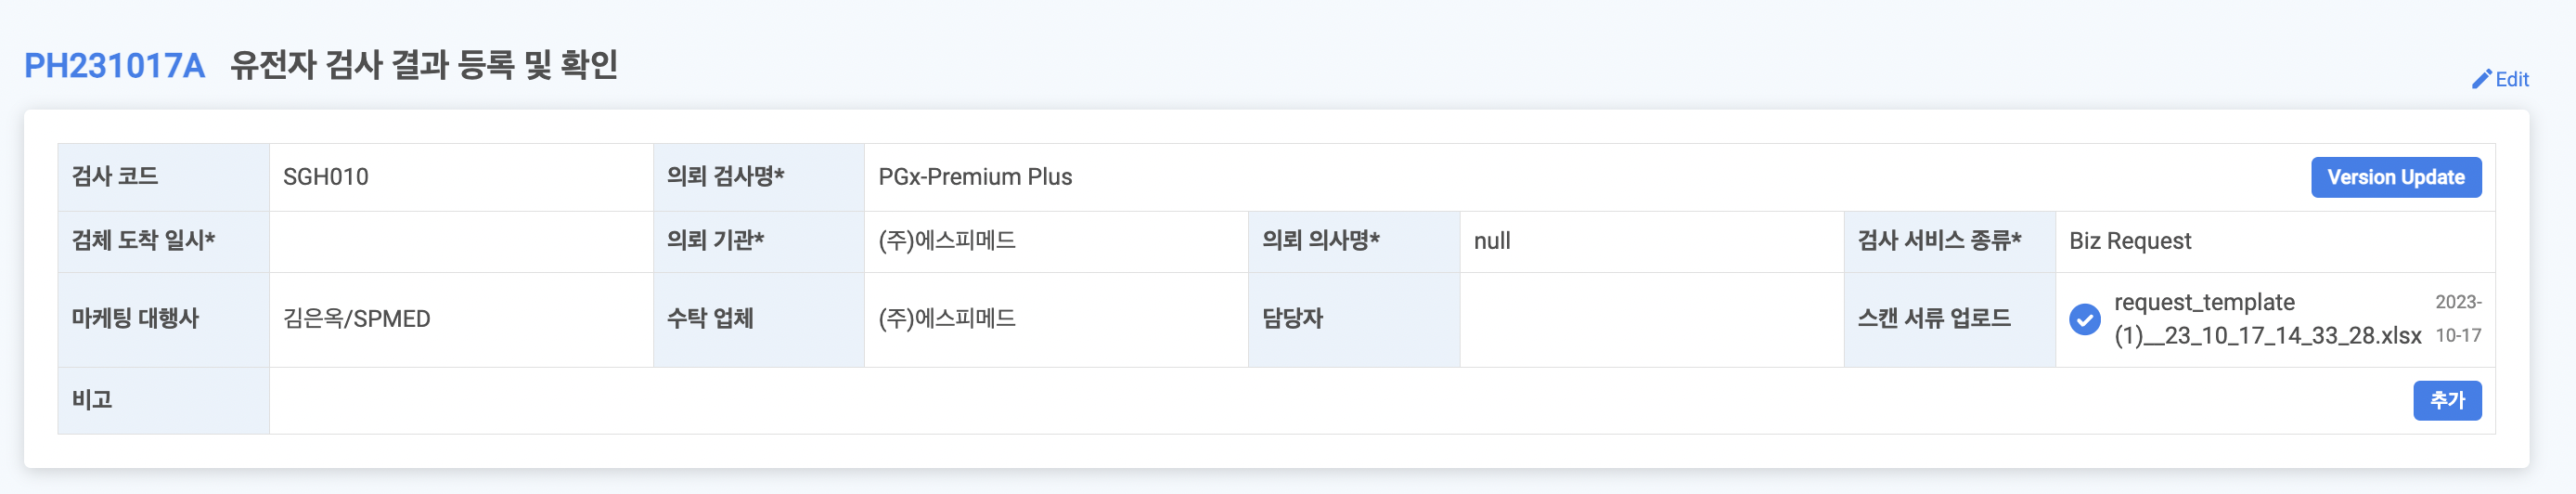 PH231017A 유전자 검사 결과 등록 및 확인
Edit
검사 코드 SGH010 의뢰 검사명* PGx-Premium Plus Version Update
검체 도착 일시* 의뢰 기관* (주)에스피메드 의뢰 의사명* null 검사 서비스 종류* Biz Request
마케팅 대행사 김은옥/SPMED 수탁 업체 (주)에스피메드 담당자 스캔 서류 업로드 request_template 2023-
(1)__23_10_17_14_33_28.xlsx 10-17
비고 추가